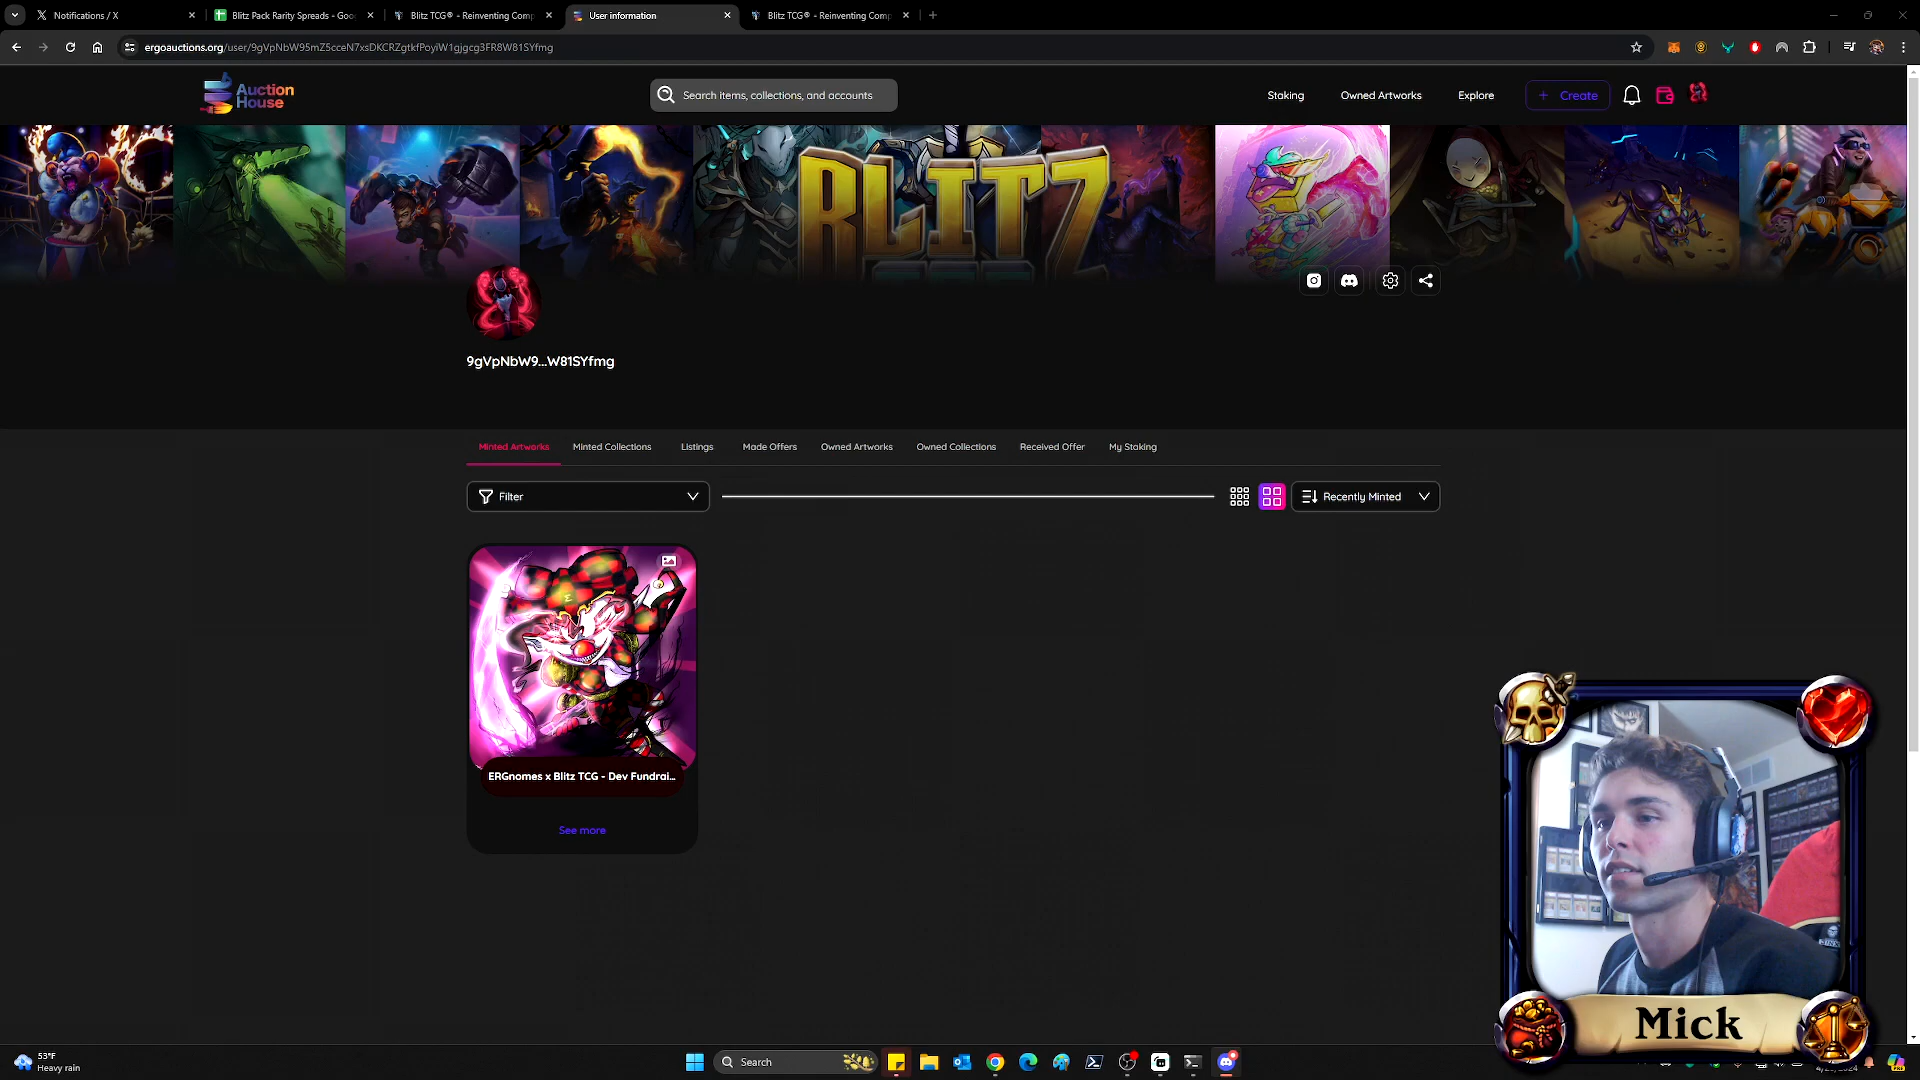 Notifications / X
Blitz Pack Rarity Spreads - Goo
Blitz TCG® - Reinventing Comp
User information
Blitz TCG® - Reinventing Comp
ergoauctions.org/user/9gVpNbW95mZ5cceN7xsDKCRZgtkfPoyiW1gjgcg3FR8W81SYfmg
Auction
House
Search items, collections, and accounts
Staking
Owned Artworks
Explore
+ Create
BLITZ
9gVpNbW9...W81SYfmg
Minted Artworks
Minted Collections
Listings
Made Offers
Owned Artworks
Owned Collections
Received Offer
My Staking
Filter
Recently Minted
ERGnomes x Blitz TCG - Dev Fundrai...
See more
Mick
53°F
Heavy rain
Search